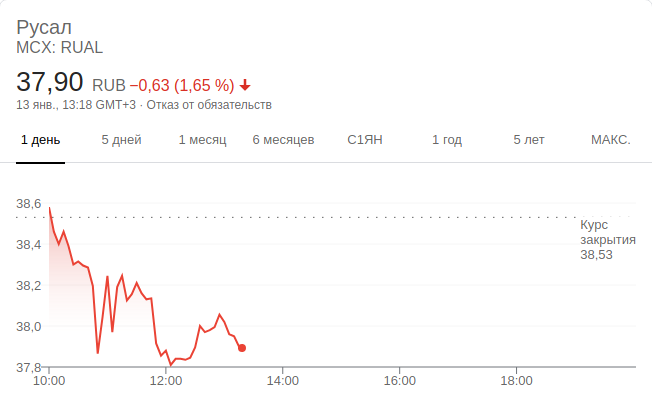 Русал
MCX: RUAL
37,90 RUB −0,63 (1,65 %)
13 янв., 13:18 GMT+3 · Отказ от обязательств
1 день 5 дней 1 месяц 6 месяцев С1ЯН 1 год 5 лет МАКС.
38,6
Курс
закрытия
38,53
38,4
38,2
38,0
37,8
10:00 12:00 14:00 16:00 18:00